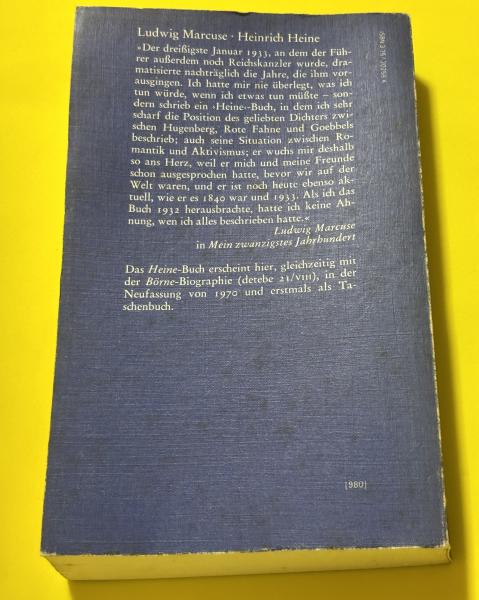 Ludwig Marcuse · Heinrich Heine
»Der dreißigste Januar 1933, an dem der Füh-
rer außerdem noch Reichskanzler wurde, dra-
matisierte nachträglich die Jahre, die ihm vor-
ausgingen. Ich hatte mir nie überlegt, was ich
tun würde, wenn ich etwas tun müßte – son-
dern schrieb ein ›Heine‹-Buch, in dem ich sehr
scharf die Position des geliebten Dichters zwi-
schen Hugenberg, Rote Fahne und Goebbels
beschrieb; auch seine Situation zwischen Ro-
mantik und Aktivismus; er wuchs mir deshalb
so ans Herz, weil er mich und meine Freunde
schon ausgesprochen hatte, bevor wir auf der
Welt waren, und er ist noch heute ebenso ak-
tuell, wie er es 1840 war und 1933. Als ich das
Buch 1932 herausbrachte, hatte ich keine Ah-
nung, wen ich alles beschrieben hatte.«
Ludwig Marcuse
in Mein zwanzigstes Jahrhundert
Das Heine-Buch erscheint hier, gleichzeitig mit
der Börne-Biographie (detebe 21/VIII), in der
Neufassung von 1970 und erstmals als Ta-
schenbuch.
[980]
ISBN 3 257 20258 4